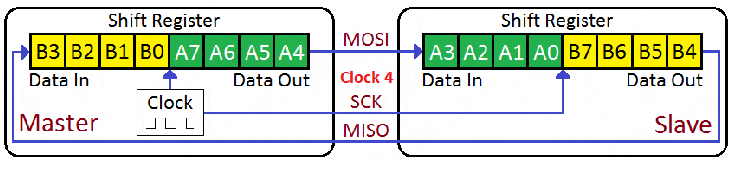 Shift Register
B3 B2 B1 B0 A7 A6 A5 A4
Data In
Data Out
Clock
Master
MOSI
Clock 4
SCK
MISO
Shift Register
A3 A2 A1 A0 B7 B6 B5 B4
Data In
Data Out
Slave